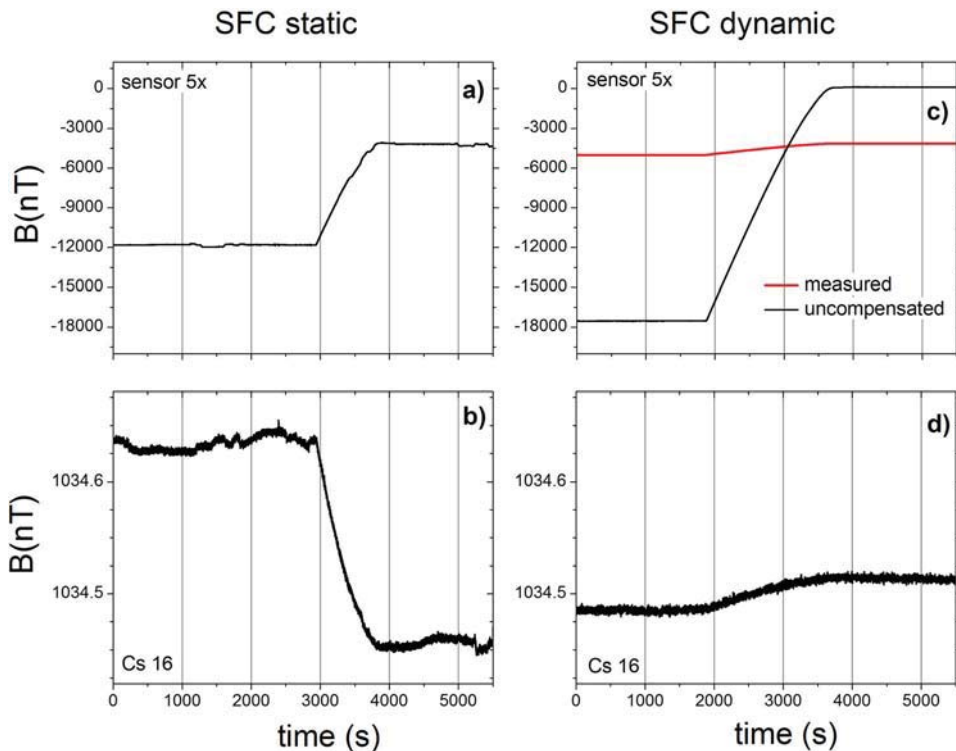 SFC static
SFC dynamic
sensor 5x
a)
0
-3000
-6000
-9000
-12000
-15000
-18000
B(nT)
sensor 5x
c)
0
-3000
-6000
-9000
-12000
-15000
-18000
B(nT)
measured
uncompensated
b)
1034.6
1034.5
B(nT)
Cs 16
0 1000 2000 3000 4000 5000
time (s)
d)
1034.6
1034.5
B(nT)
Cs 16
0 1000 2000 3000 4000 5000
time (s)